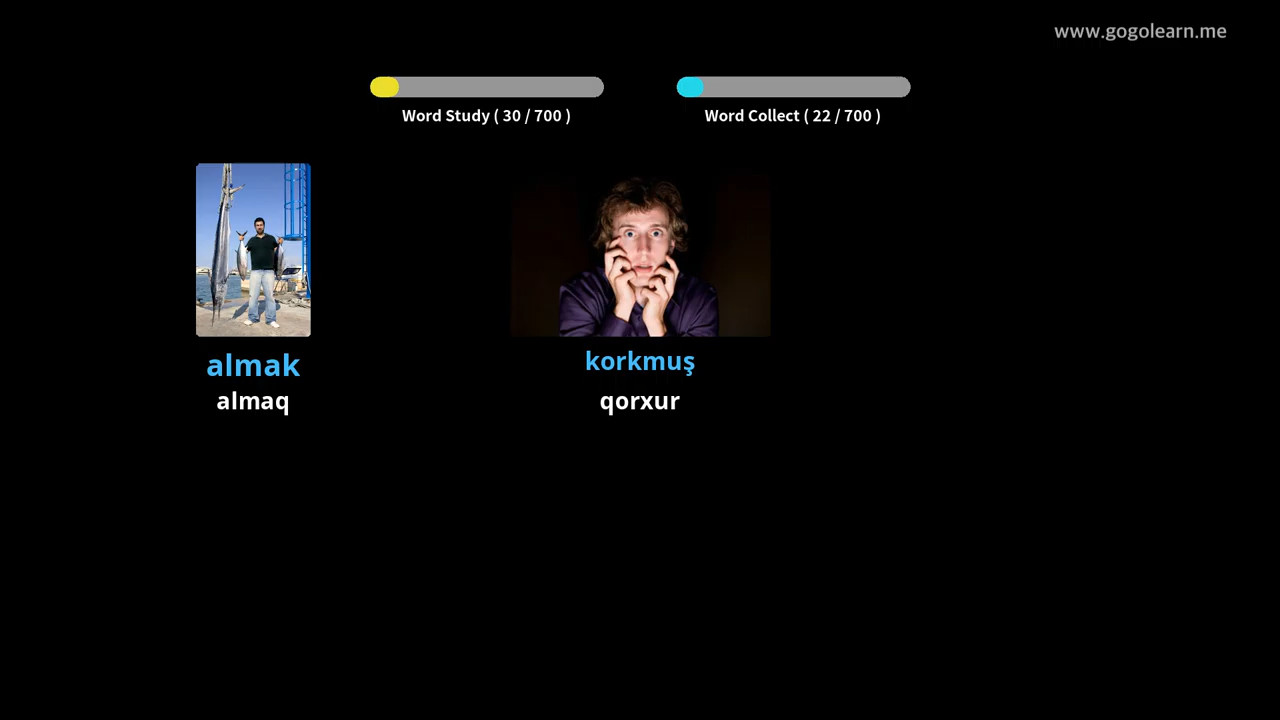 www.gogolearn.me
Word Study ( 30 / 700 )
Word Collect ( 22 / 700 )
almak
almaq
korkmuş
qorxur